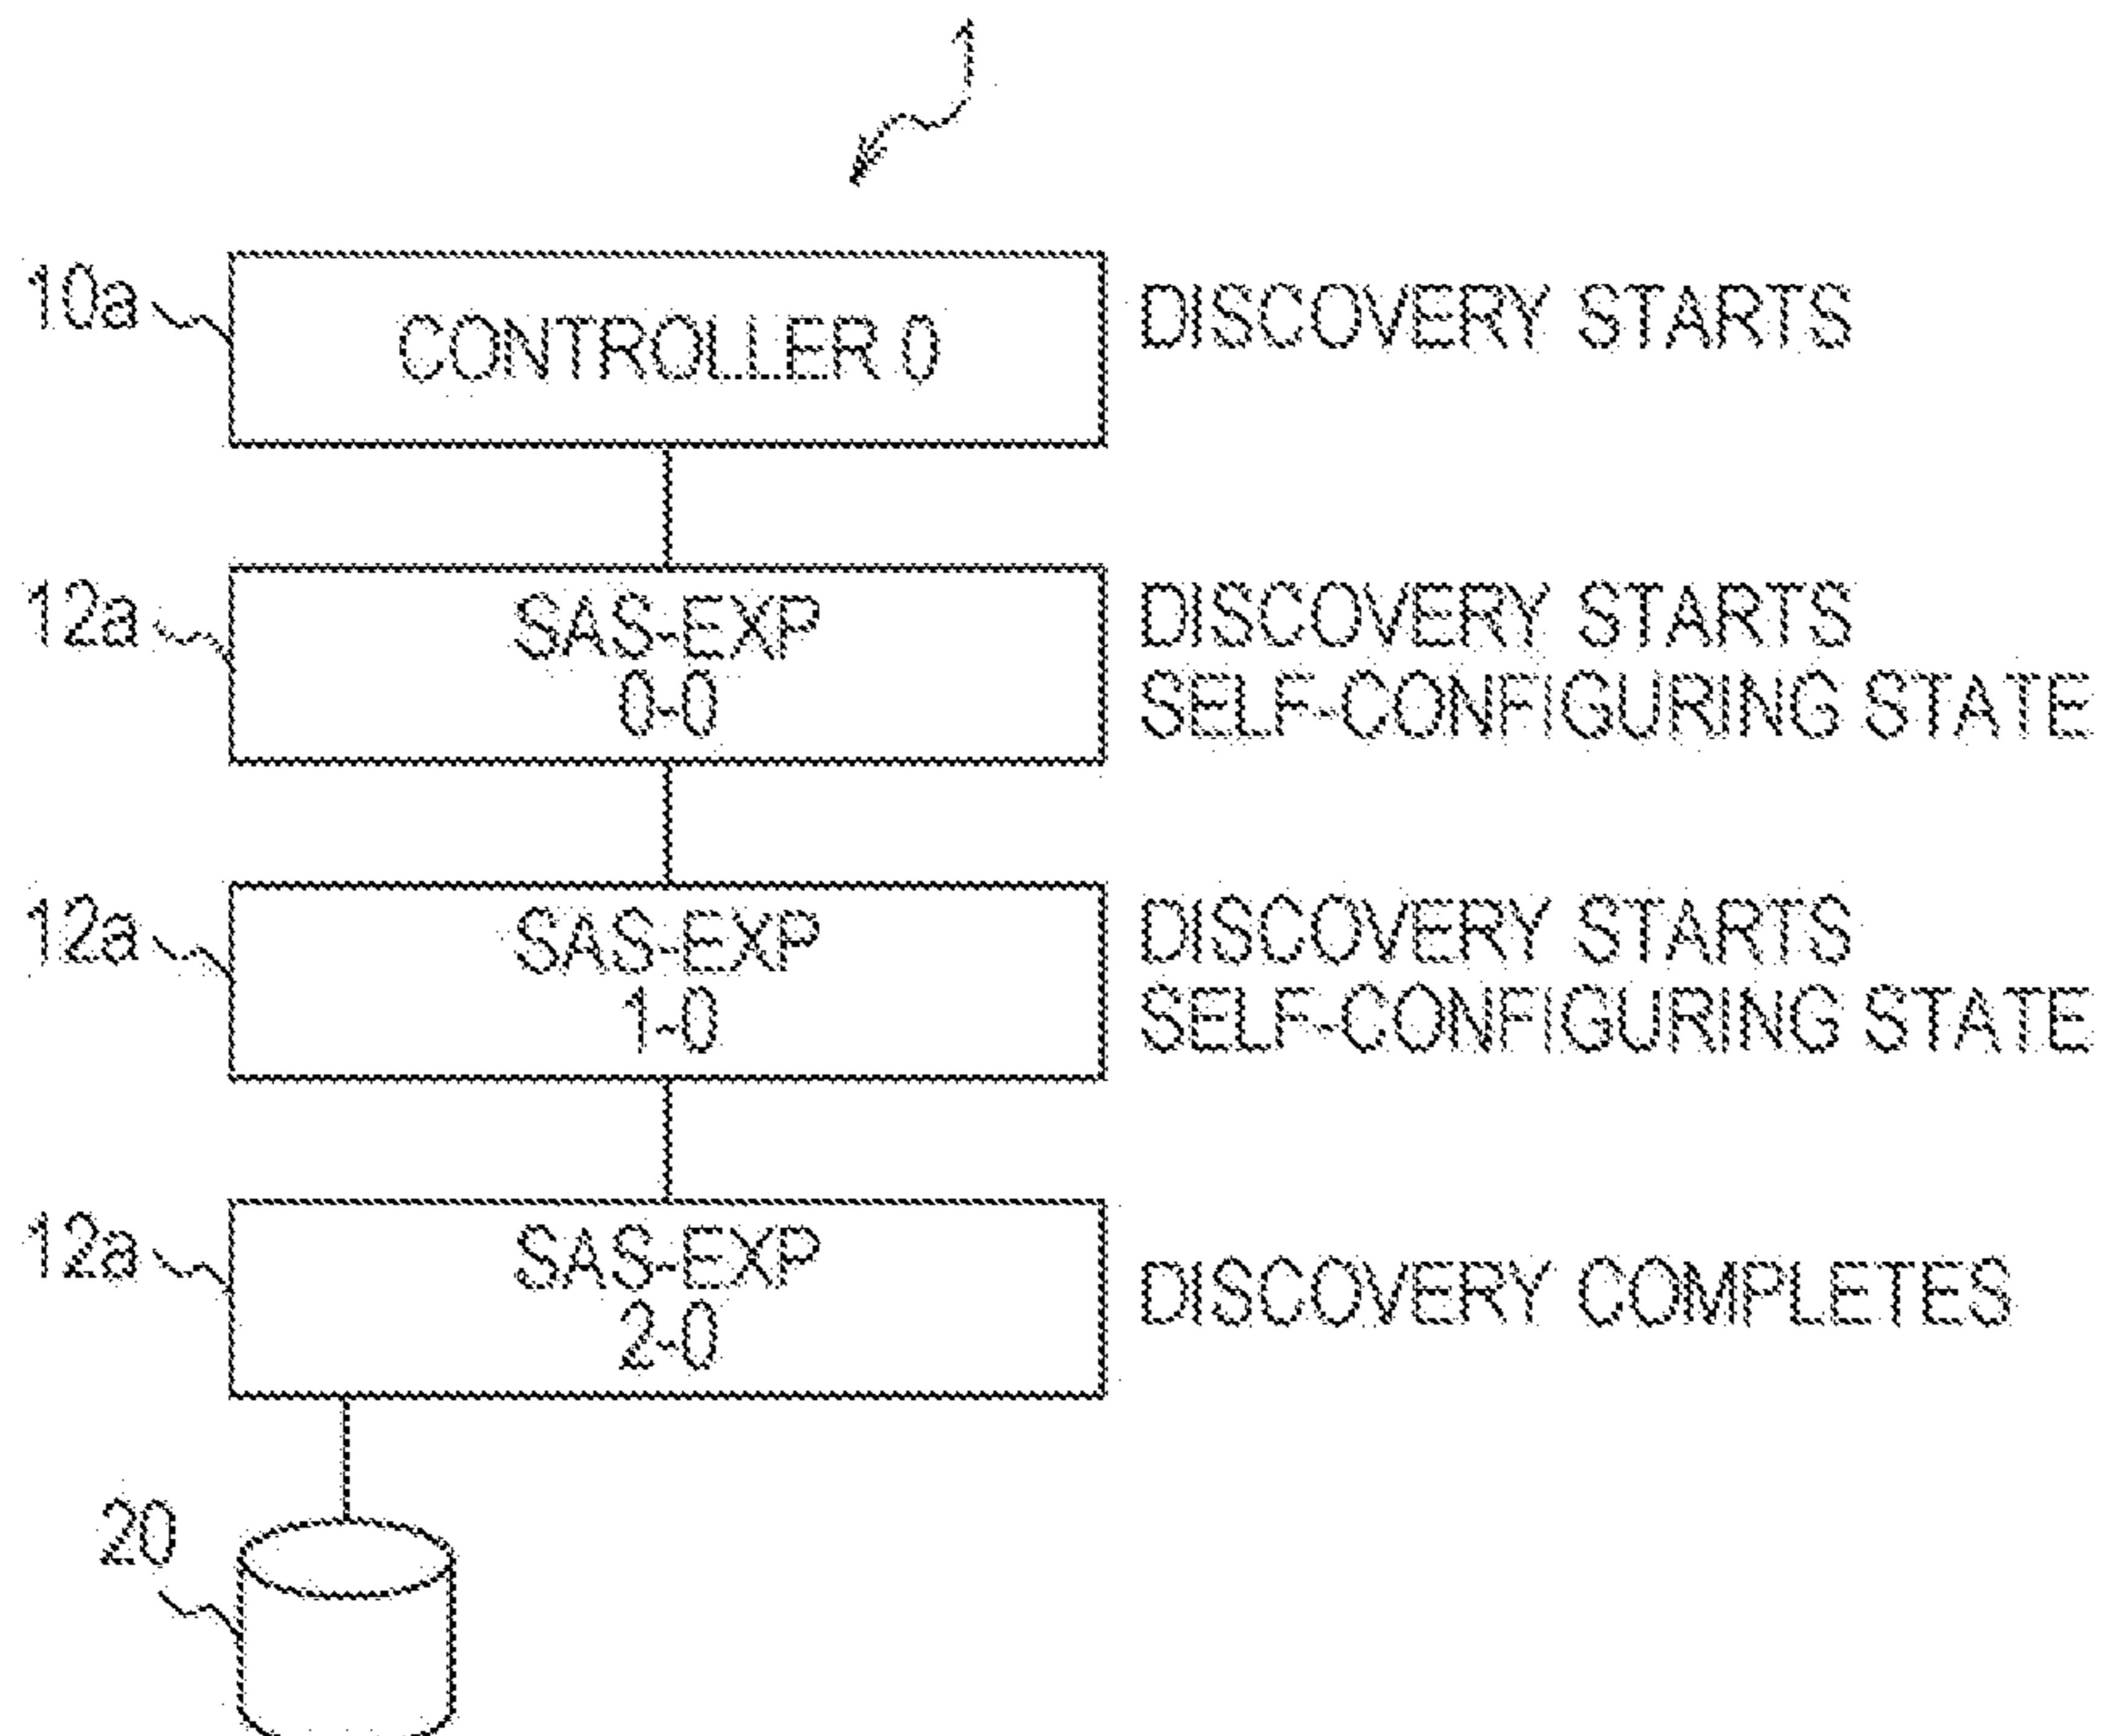 1
10a
CONTROLLER 0
DISCOVERY STARTS
12a
SAS-EXP
0-0
DISCOVERY STARTS
SELF-CONFIGURING STATE
12a
SAS-EXP
1-0
DISCOVERY STARTS
SELF-CONFIGURING STATE
12a
SAS-EXP
2-0
DISCOVERY COMPLETES
20